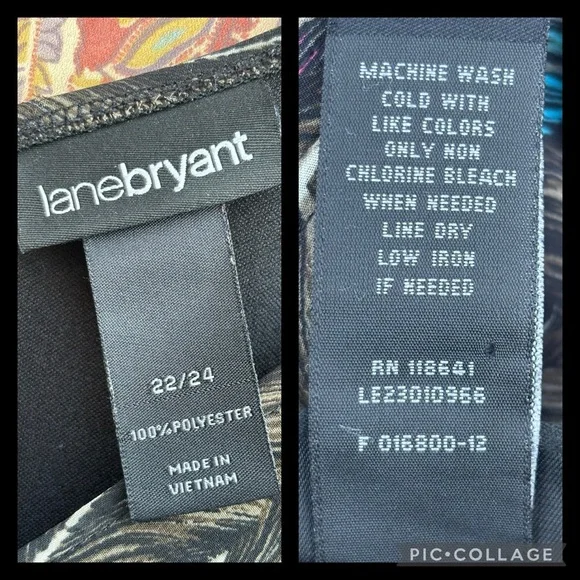 lanebryant
22/24
100% POLYESTER
MADE IN
VIETNAM
MACHINE WASH
COLD WITH
LIKE COLORS
ONLY NON
CHLORINE BLEACH
WHEN NEEDED
LINE DRY
LOW IRON
IF NEEDED
RN 118641
LE23010966
F 016800-12
PIC•COLLAGE